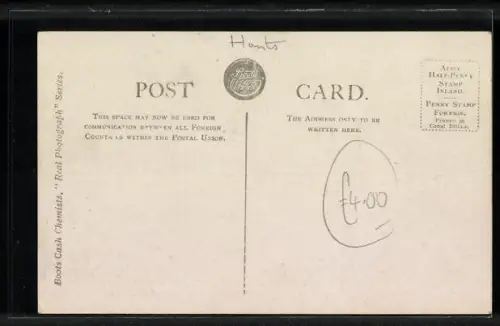 Hants
POST CARD.
THIS SPACE MAY NOW BE USED FOR
COMMUNICATION BETWEEN ALL FOREIGN
COUNTRIES WITHIN THE POSTAL UNION.
THE ADDRESS ONLY TO BE
WRITTEN HERE.
HALF-PENNY
STAMP
INLAND.
PENNY STAMP
FOREIGN.
£4.00
Boots Cash Chemists, "Real Photograph" Series.